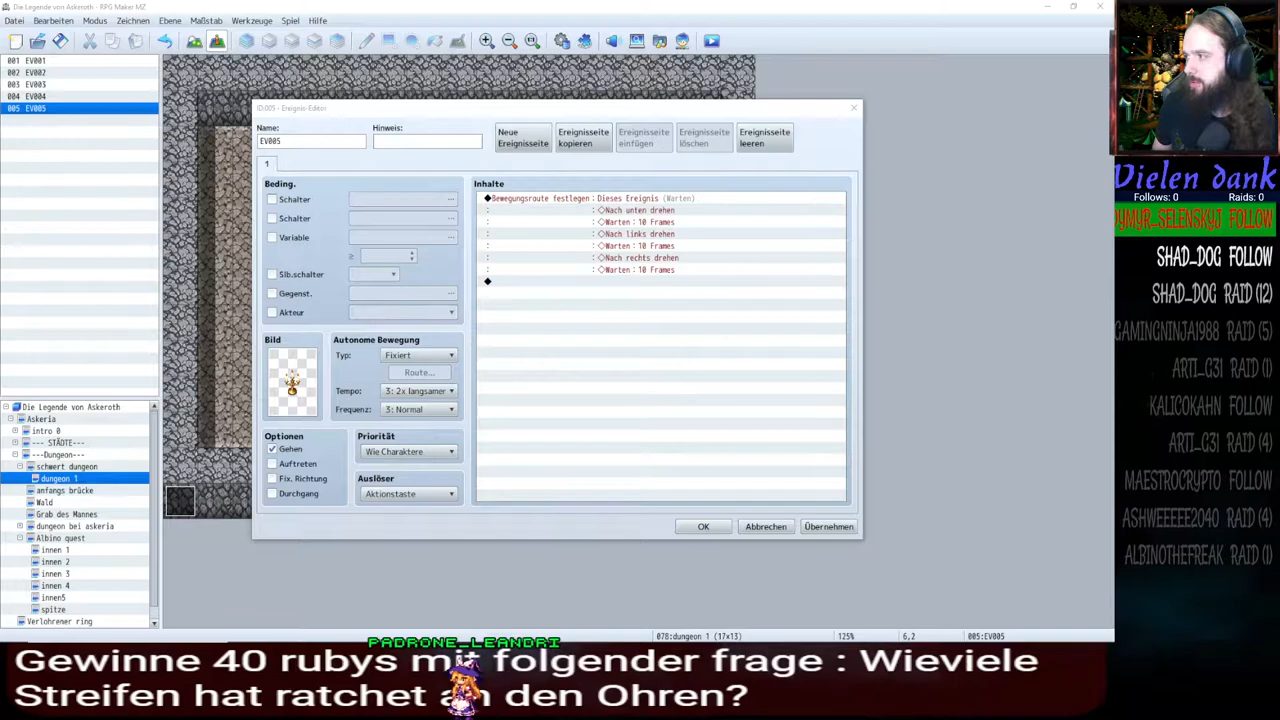 Die Legende von Askeroth - RPG Maker MZ
Datei Bearbeiten Modus Zeichnen Ebene Maßstab Werkzeuge Spiel Hilfe
001 EV001
002 EV002
003 EV003
004 EV004
005 EV005
ID:005 - Ereignis-Editor
Name:
EV005
Hinweis:
Neue Ereignisseite
Ereignisseite kopieren
Ereignisseite einfügen
Ereignisseite löschen
Ereignisseite leeren
1
Beding.
Schalter
Schalter
Variable
≥
Slb.schalter
Gegenst.
Akteur
Bild
Autonome Bewegung
Typ: Fixiert
Route...
Tempo: 3: 2x langsamer
Frequenz: 3: Normal
Optionen
Gehen
Auftreten
Fix. Richtung
Durchgang
Priorität
Wie Charaktere
Auslöser
Aktionstaste
Inhalte
◆Bewegungsroute festlegen：Dieses Ereignis (Warten)
：◇Nach unten drehen
：◇Warten：10 Frames
：◇Nach links drehen
：◇Warten：10 Frames
：◇Nach rechts drehen
：◇Warten：10 Frames
◆
OK Abbrechen Übernehmen
Die Legende von Askeroth
Askeria
intro 0
--- STÄDTE---
---Dungeon---
schwert dungeon
dungeon 1
anfangs brücke
Wald
Grab des Mannes
dungeon bei askeria
Albino quest
innen 1
innen 2
innen 3
innen 4
innen5
spitze
Verlohrener ring
078:dungeon 1 (17x13) 125% 6,2 005:EV005
Vielen dank
Follows: 0 Raids: 0
DYMYR_SELENSKYJ FOLLOW
SHAD_DOG FOLLOW
SHAD_DOG RAID (12)
GAMINGNINJA1988 RAID (5)
ARTI_G31 RAID (1)
KALICOKAHN FOLLOW
ARTI_G31 RAID (4)
MAESTROCRYPTO FOLLOW
ASHWEEEEE2040 RAID (4)
ALBINOTHEFREAK RAID (1)
PADRONE_LEANDRI
Gewinne 40 rubys mit folgender frage : Wieviele
Streifen hat ratchet an den Ohren?